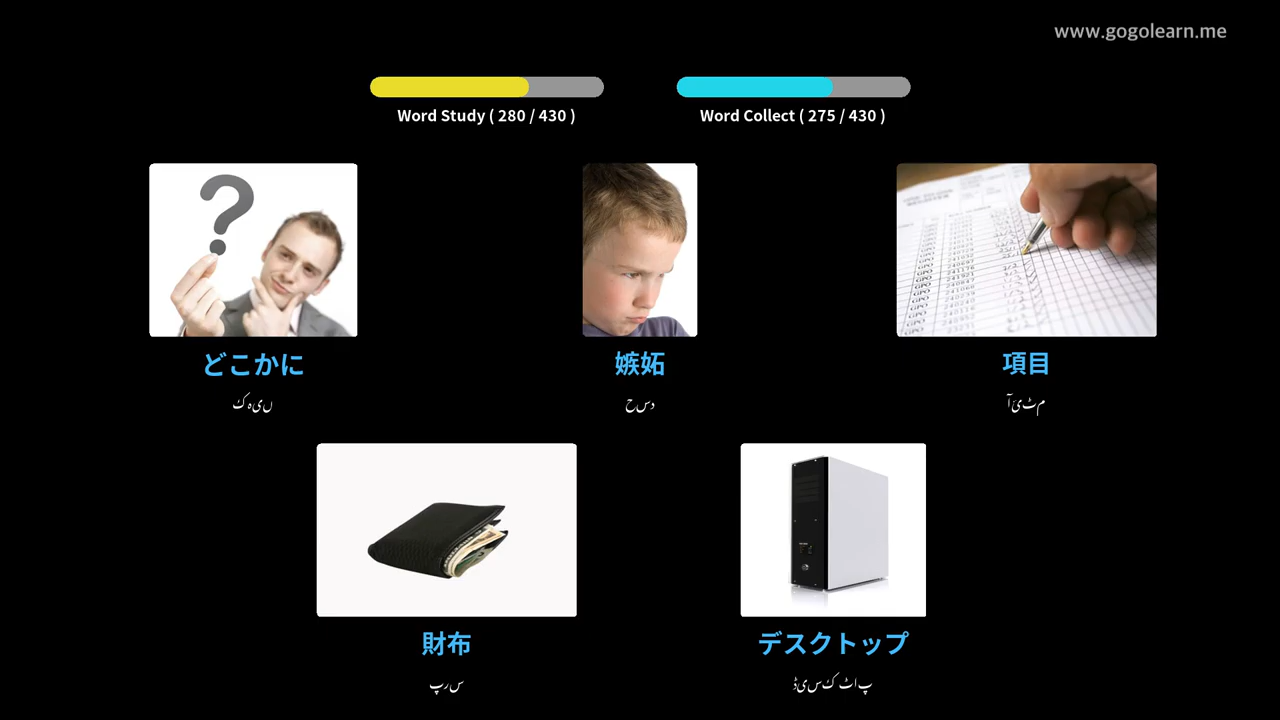 www.gogolearn.me
Word Study ( 280 / 430 )
Word Collect ( 275 / 430 )
どこかに
嫉妬
項目
کہیں
حسد
آئٹم
財布
デスクトップ
پرس
ڈیسک ٹاپ